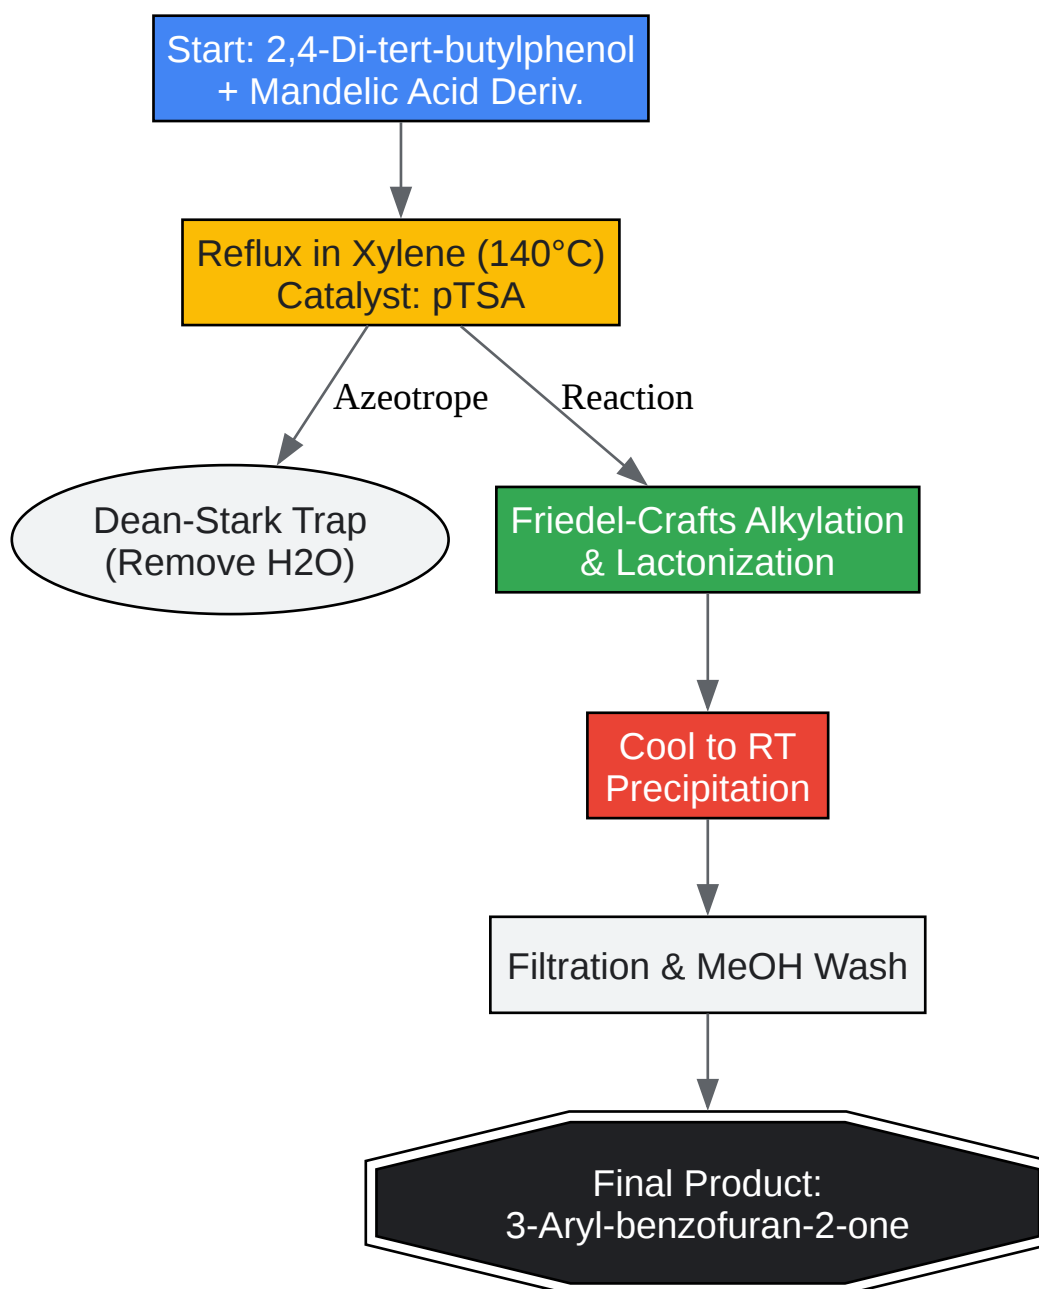 Start: 2,4-Di-tert-butylphenol
+ Mandelic Acid Deriv.
Reflux in Xylene (140°C)
Catalyst: pTSA
Azeotrope
Reaction
Dean-Stark Trap
(Remove H2O)
Friedel-Crafts Alkylation
& Lactonization
Cool to RT
Precipitation
Filtration & MeOH Wash
Final Product:
3-Aryl-benzofuran-2-one